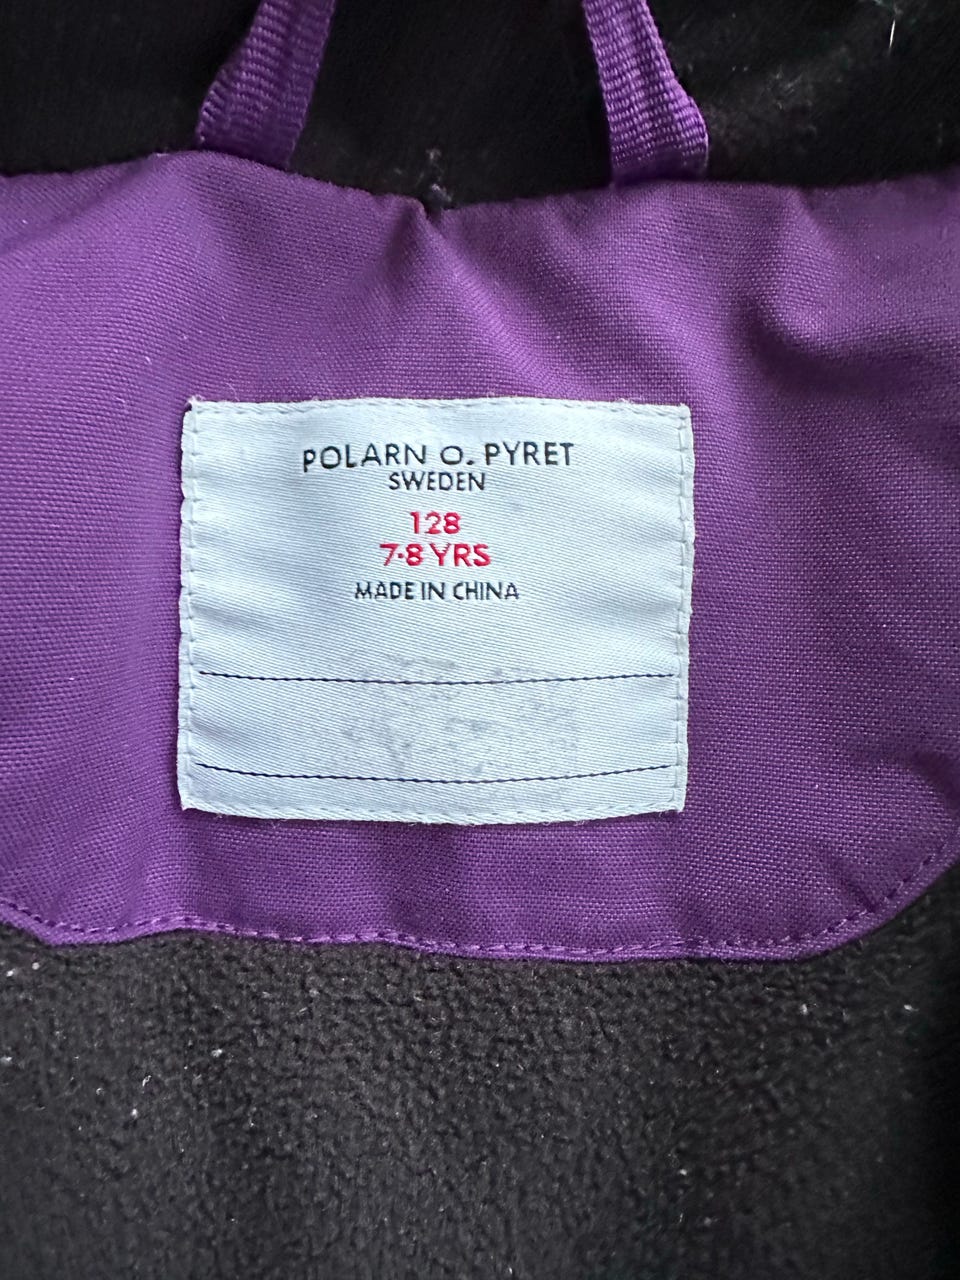 POLARN O. PYRET
SWEDEN
128
7-8 YRS
MADE IN CHINA